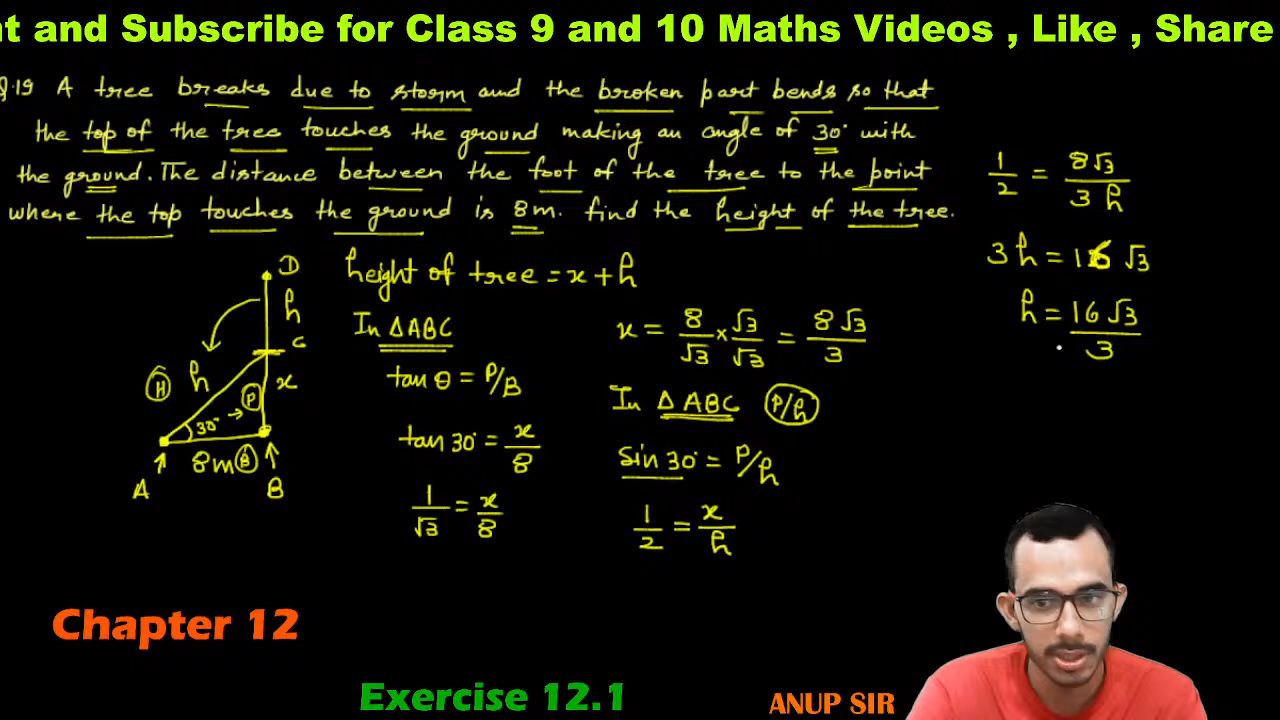 nt and Subscribe for Class 9 and 10 Maths Videos , Like , Share
Q.19 A tree breaks due to storm and the broken part bends so that
the top of the tree touches the ground making an angle of 30° with
the ground. The distance between the foot of the tree to the point
where the top touches the ground is 8m. find the height of the tree.
D
h
C
H
h
x
P
30°
8m B
A
B
height of tree = x + h
In △ABC
tan θ = P/B
tan 30° = x/8
1/√3 = x/8
x = 8/√3 × √3/√3 = 8√3/3
In △ABC P/h
sin 30° = P/h
1/2 = x/h
1/2 = 8√3/3h
3h = 16√3
h = 16√3/3
Chapter 12
Exercise 12.1
ANUP SIR